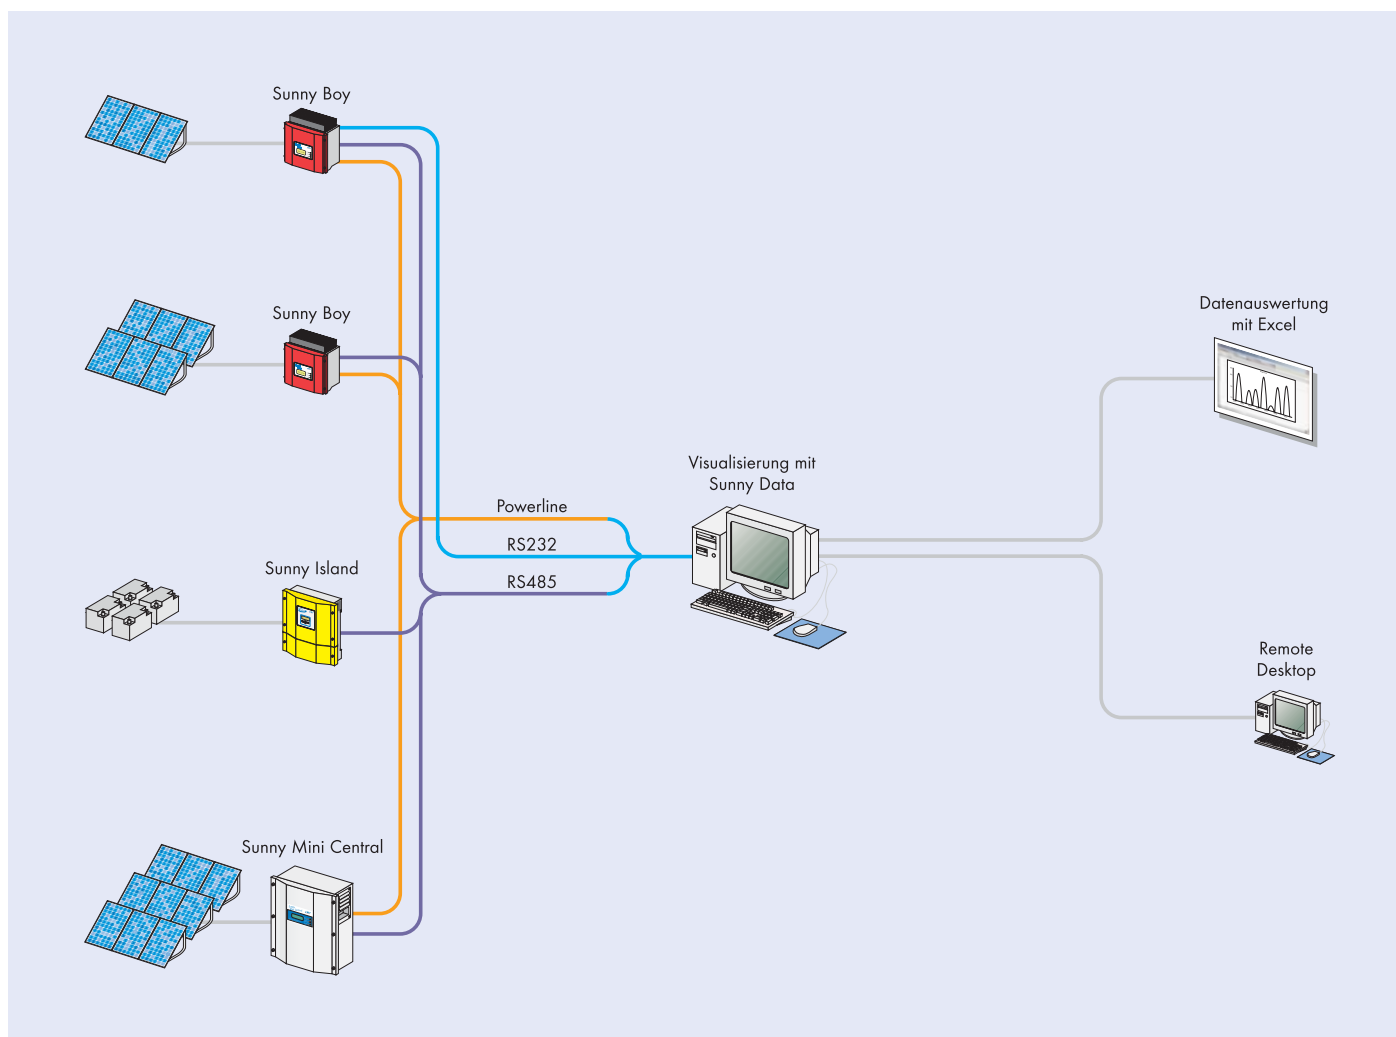 Sunny Boy
Sunny Boy
Datenauswertung
mit Excel
Visualisierung mit
Sunny Data
Powerline
RS232
Sunny Island
RS485
Remote
Desktop
Sunny Mini Central